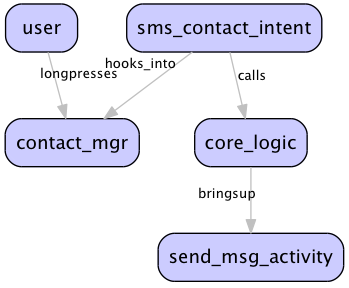 user
sms_contact_intent
longpresses
hooks_into
calls
contact_mgr
core_logic
bringsup
send_msg_activity